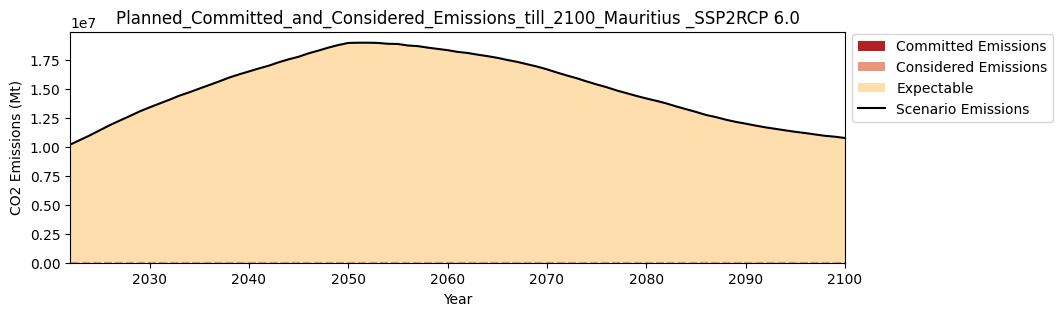 Planned_Committed_and_Considered_Emissions_till_2100_Mauritius _SSP2RCP 6.0
1e7
1.75
1.50
1.25
1.00
0.75
0.50
0.25
0.00
CO2 Emissions (Mt)
2030 2040 2050 2060 2070 2080 2090 2100
Year
Committed Emissions
Considered Emissions
Expectable
Scenario Emissions